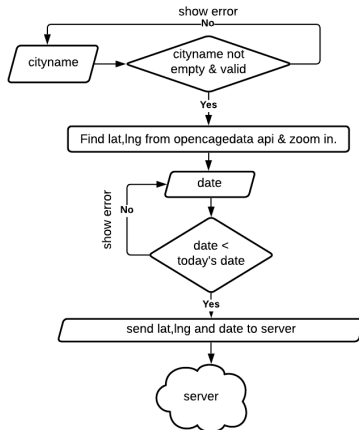 show error
No
cityname
cityname not
empty & valid
Yes
Find lat,lng from opencagedata api & zoom in.
date
show error
No
date <
today's date
Yes
send lat,lng and date to server
server